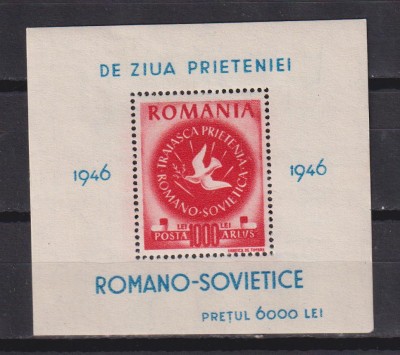 DE ZIUA PRIETENIEI
ROMANIA
TRAIASCA PRIETENIA
ROMANO-SOVIETICA
1946
1946
LEI 1000 LEI
POSTA ARLUS
ROMANO-SOVIETICE
PREŢUL 6000 LEI